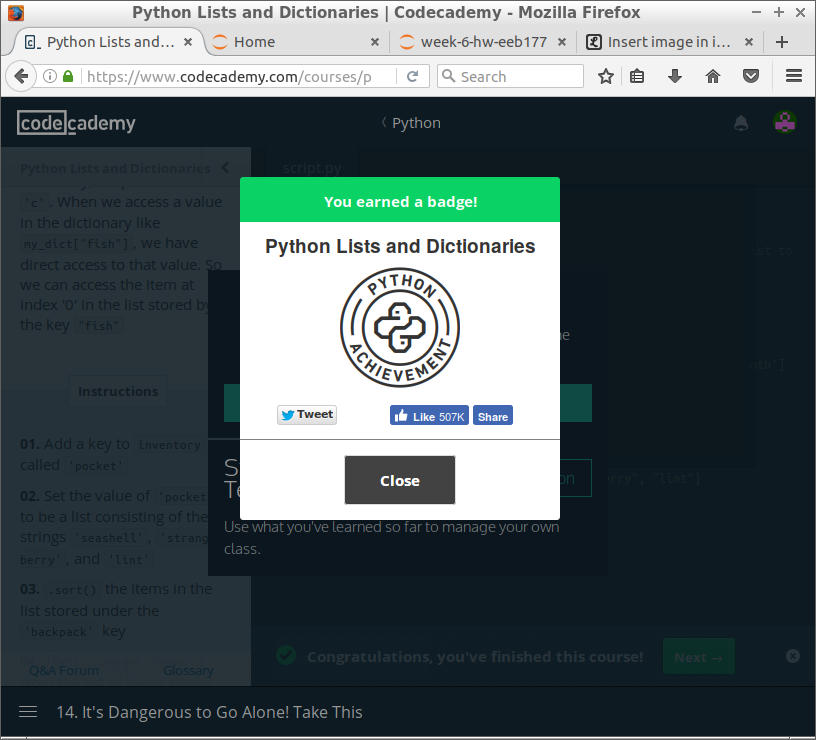 Python Lists and Dictionaries | Codecademy - Mozilla Firefox
Python Lists and... Home week-6-hw-eeb177 Insert image in i...
https://www.codecademy.com/courses/p Search
codecademy Python
Python Lists and Dictionaries script.py
'c'. When we access a value
in the dictionary like
my_dict["fish"], we have
direct access to that value. So
we can access the item at
index '0' in the list stored by
the key "fish"
Instructions
01. Add a key to inventory
called 'pocket'
02. Set the value of 'pocket
to be a list consisting of the
strings 'seashell', 'strang
berry', and 'lint'
03. .sort() the items in the
list stored under the
'backpack' key
Q&A Forum Glossary
You earned a badge!
Python Lists and Dictionaries
PYTHON
ACHIEVEMENT
Tweet Like 507K Share
Close
Use what you've learned so far to manage your own
class.
Congratulations, you've finished this course! Next →
14. It's Dangerous to Go Alone! Take This